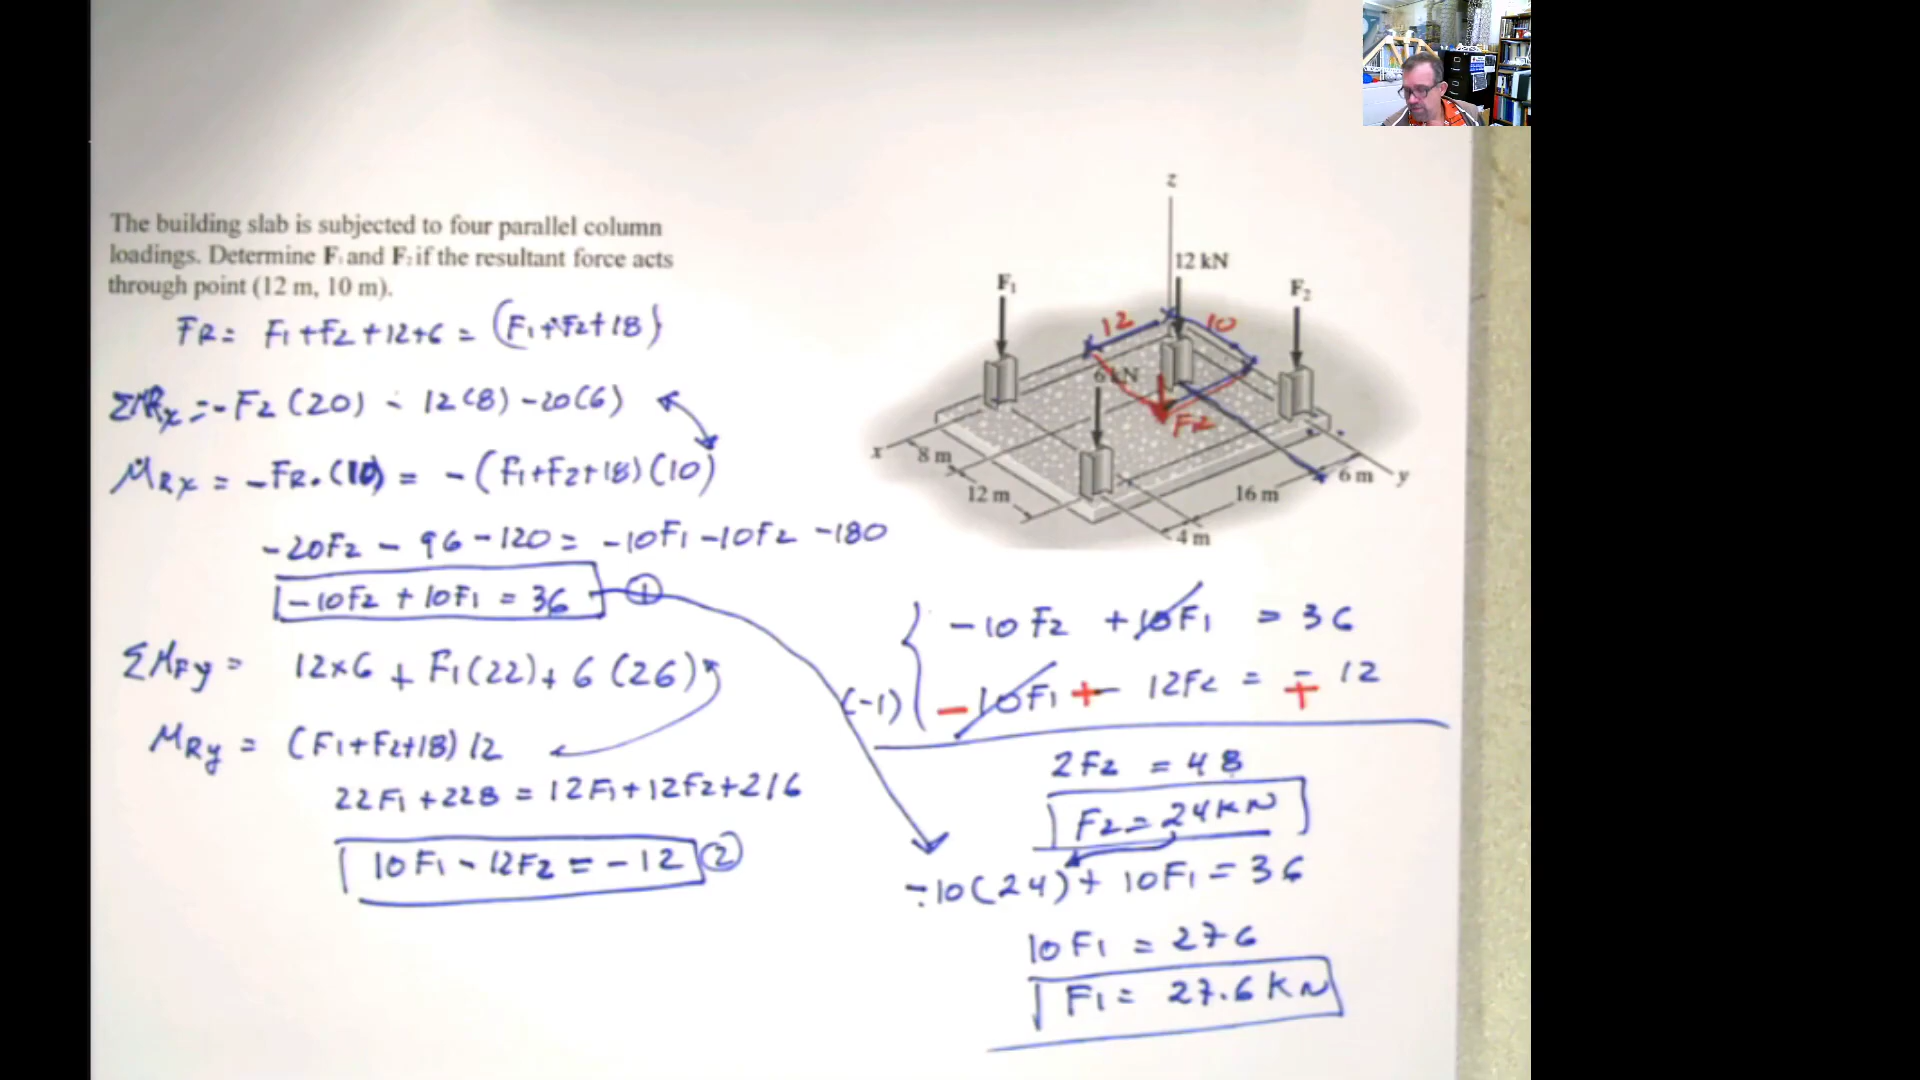 The building slab is subjected to four parallel column
loadings. Determine F₁ and F₂ if the resultant force acts
through point (12 m, 10 m).
FR = F1 + F2 + 12 + 6 = (F1 + F2 + 18)
ΣMRx = -F2 (20) - 12(8) - 20(6)
MRx = -FR.(10) = -(F1+F2+18)(10)
-20F2 - 96 - 120 = -10F1 - 10F2 - 180
-10F2 + 10F1 = 36 ①
ΣMFy = 12×6 + F1(22) + 6(26)
MRy = (F1+F2+18) 12
22F1 + 228 = 12F1 + 12F2 + 216
10F1 - 12F2 = -12 ②
z
12 kN
F₁
F₂
12
10
6 kN
FR
x
8 m
12 m
16 m
6 m
y
4 m
-10 F2 + 10F1 = 36
(-1) - 10F1 + 12F2 = + 12
2F2 = 48
F2 = 24KN
-10(24) + 10F1 = 36
10F1 = 276
F1 = 27.6 KN